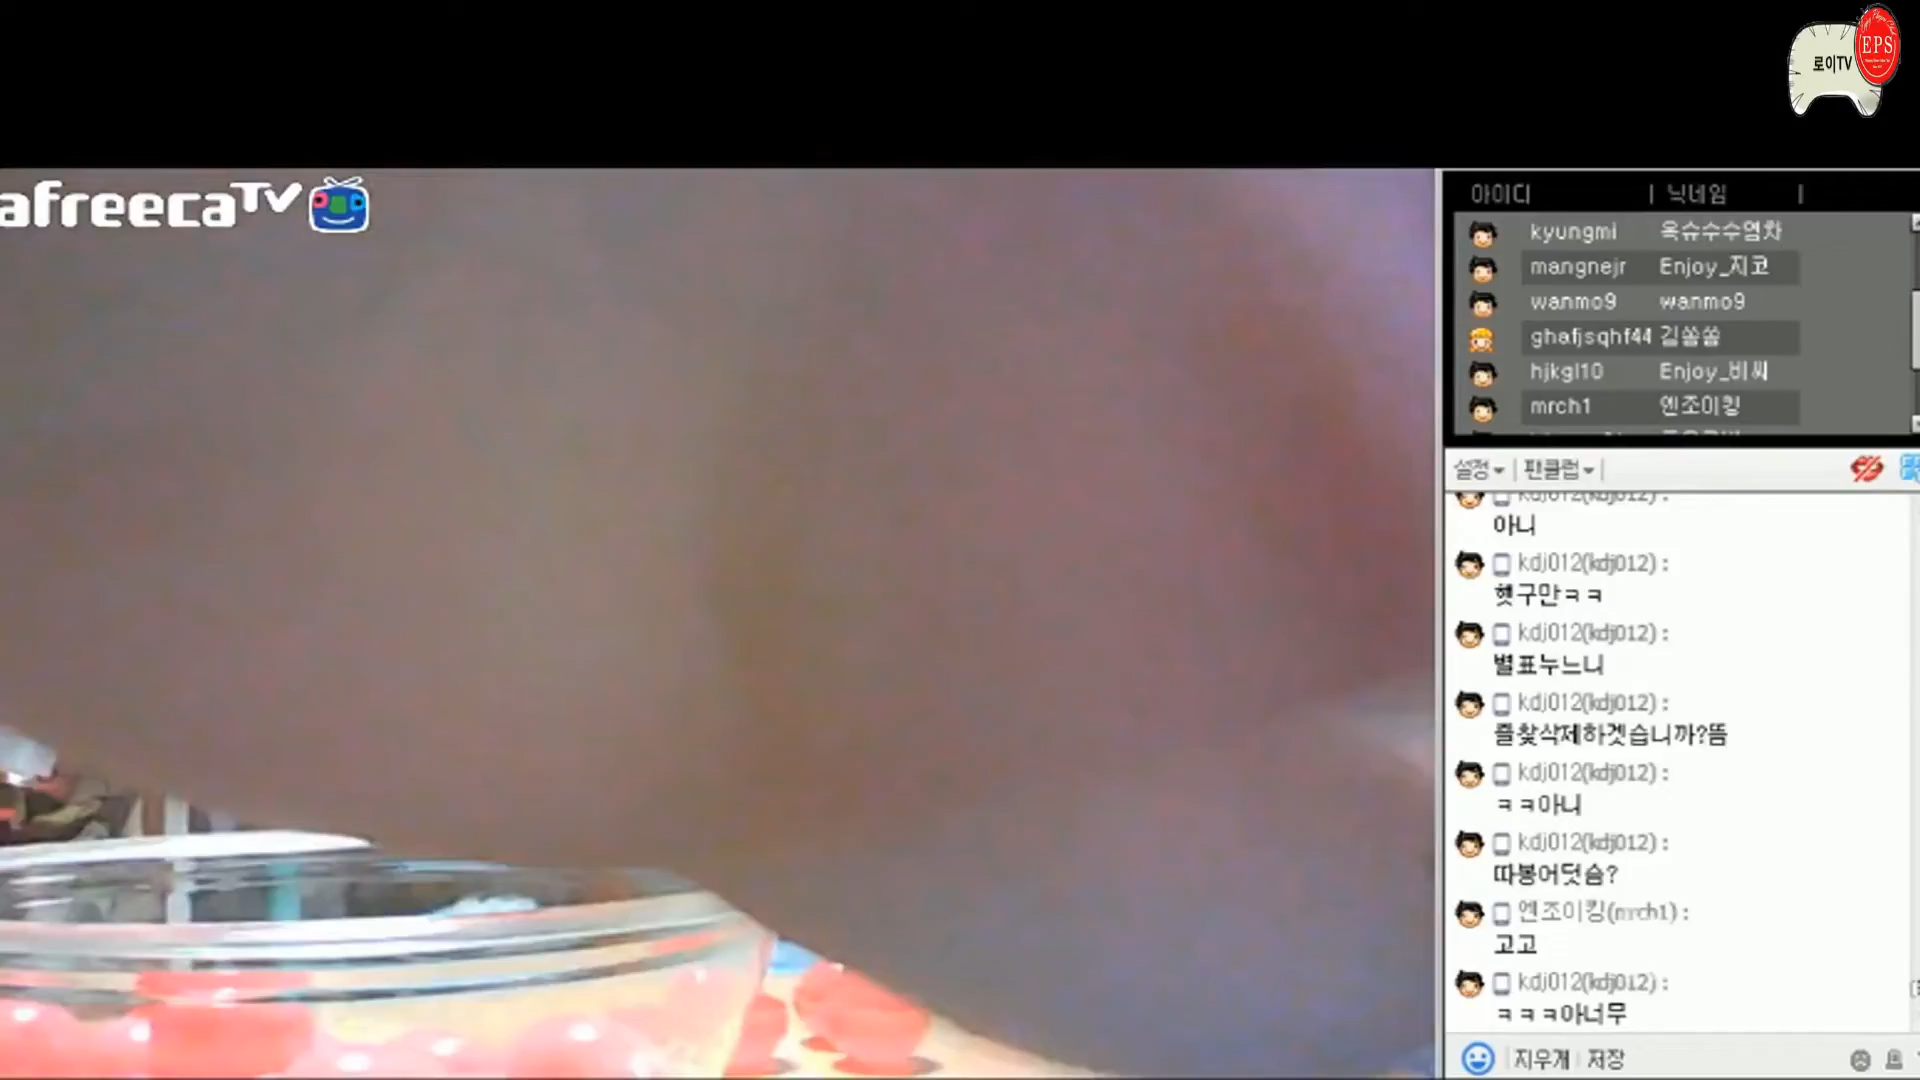 로이TV
EPS
afreecaTV
아이디 | 닉네임 |
kyungmi 옥슈수수염차
mangnejr Enjoy_지코
wanmo9 wanmo9
ghafjsqhf44 김쏠쏠
hjkgl10 Enjoy_비씨
mrch1 엔조이킹
설정 | 팬클럽 |
kdj012(kdj012) :
아니
kdj012(kdj012) :
햇구만ㅋㅋ
kdj012(kdj012) :
별표누느니
kdj012(kdj012) :
즐찾삭제하겟습니까?뜸
kdj012(kdj012) :
ㅋㅋ아니
kdj012(kdj012) :
따봉어덧슴?
엔조이킹(mrch1) :
고고
kdj012(kdj012) :
ㅋㅋㅋ아너무
지우개 저장